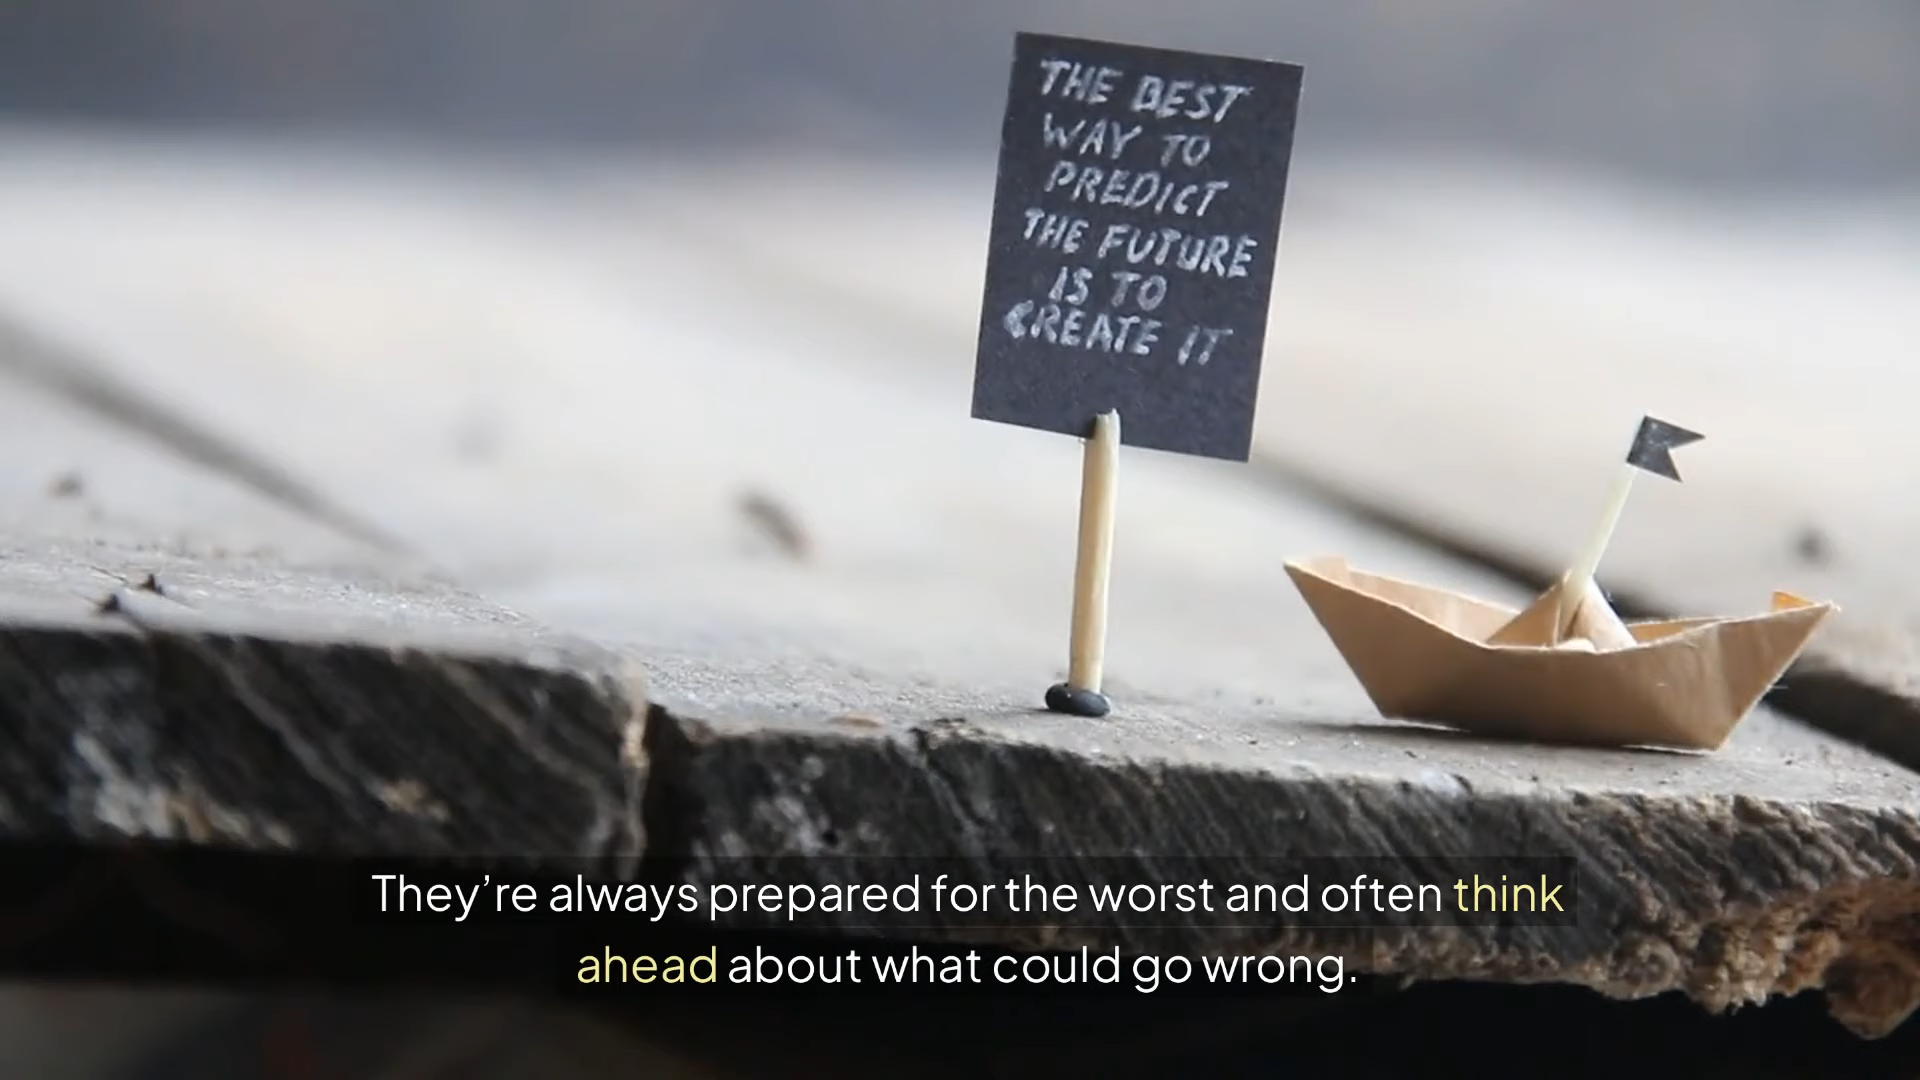 THE BEST
WAY TO
PREDICT
THE FUTURE
IS TO
CREATE IT
They're always prepared for the worst and often think
ahead about what could go wrong.